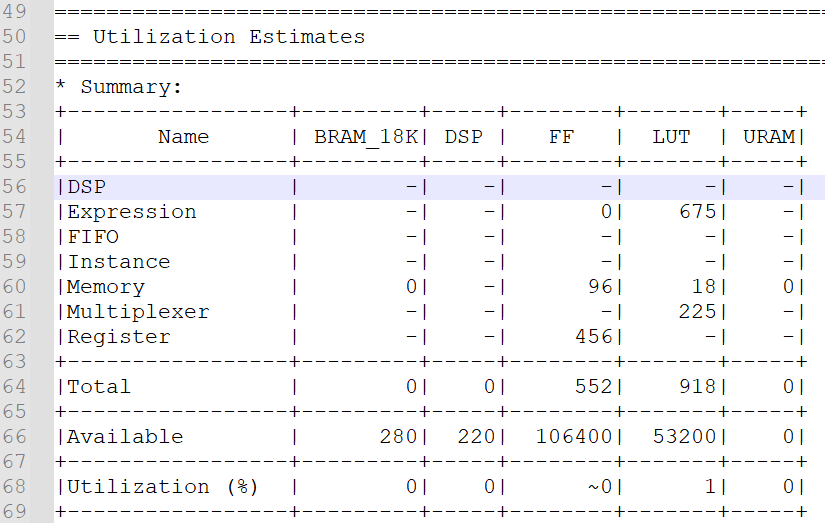 49 ===========================================================
50 == Utilization Estimates
51 ===========================================================
52 * Summary:
53 +-----------------+---------+-----+--------+-------+-----+
54 |       Name      | BRAM_18K| DSP |   FF   |  LUT  | URAM|
55 +-----------------+---------+-----+--------+-------+-----+
56 |DSP              |        -|    -|       -|      -|    -|
57 |Expression       |        -|    -|       0|    675|    -|
58 |FIFO             |        -|    -|       -|      -|    -|
59 |Instance         |        -|    -|       -|      -|    -|
60 |Memory           |        0|    -|      96|     18|    0|
61 |Multiplexer      |        -|    -|       -|    225|    -|
62 |Register         |        -|    -|     456|      -|    -|
63 +-----------------+---------+-----+--------+-------+-----+
64 |Total            |        0|    0|     552|    918|    0|
65 +-----------------+---------+-----+--------+-------+-----+
66 |Available        |      280|  220|  106400|  53200|    0|
67 +-----------------+---------+-----+--------+-------+-----+
68 |Utilization (%)  |        0|    0|      ~0|      1|    0|
69 +-----------------+---------+-----+--------+-------+-----+